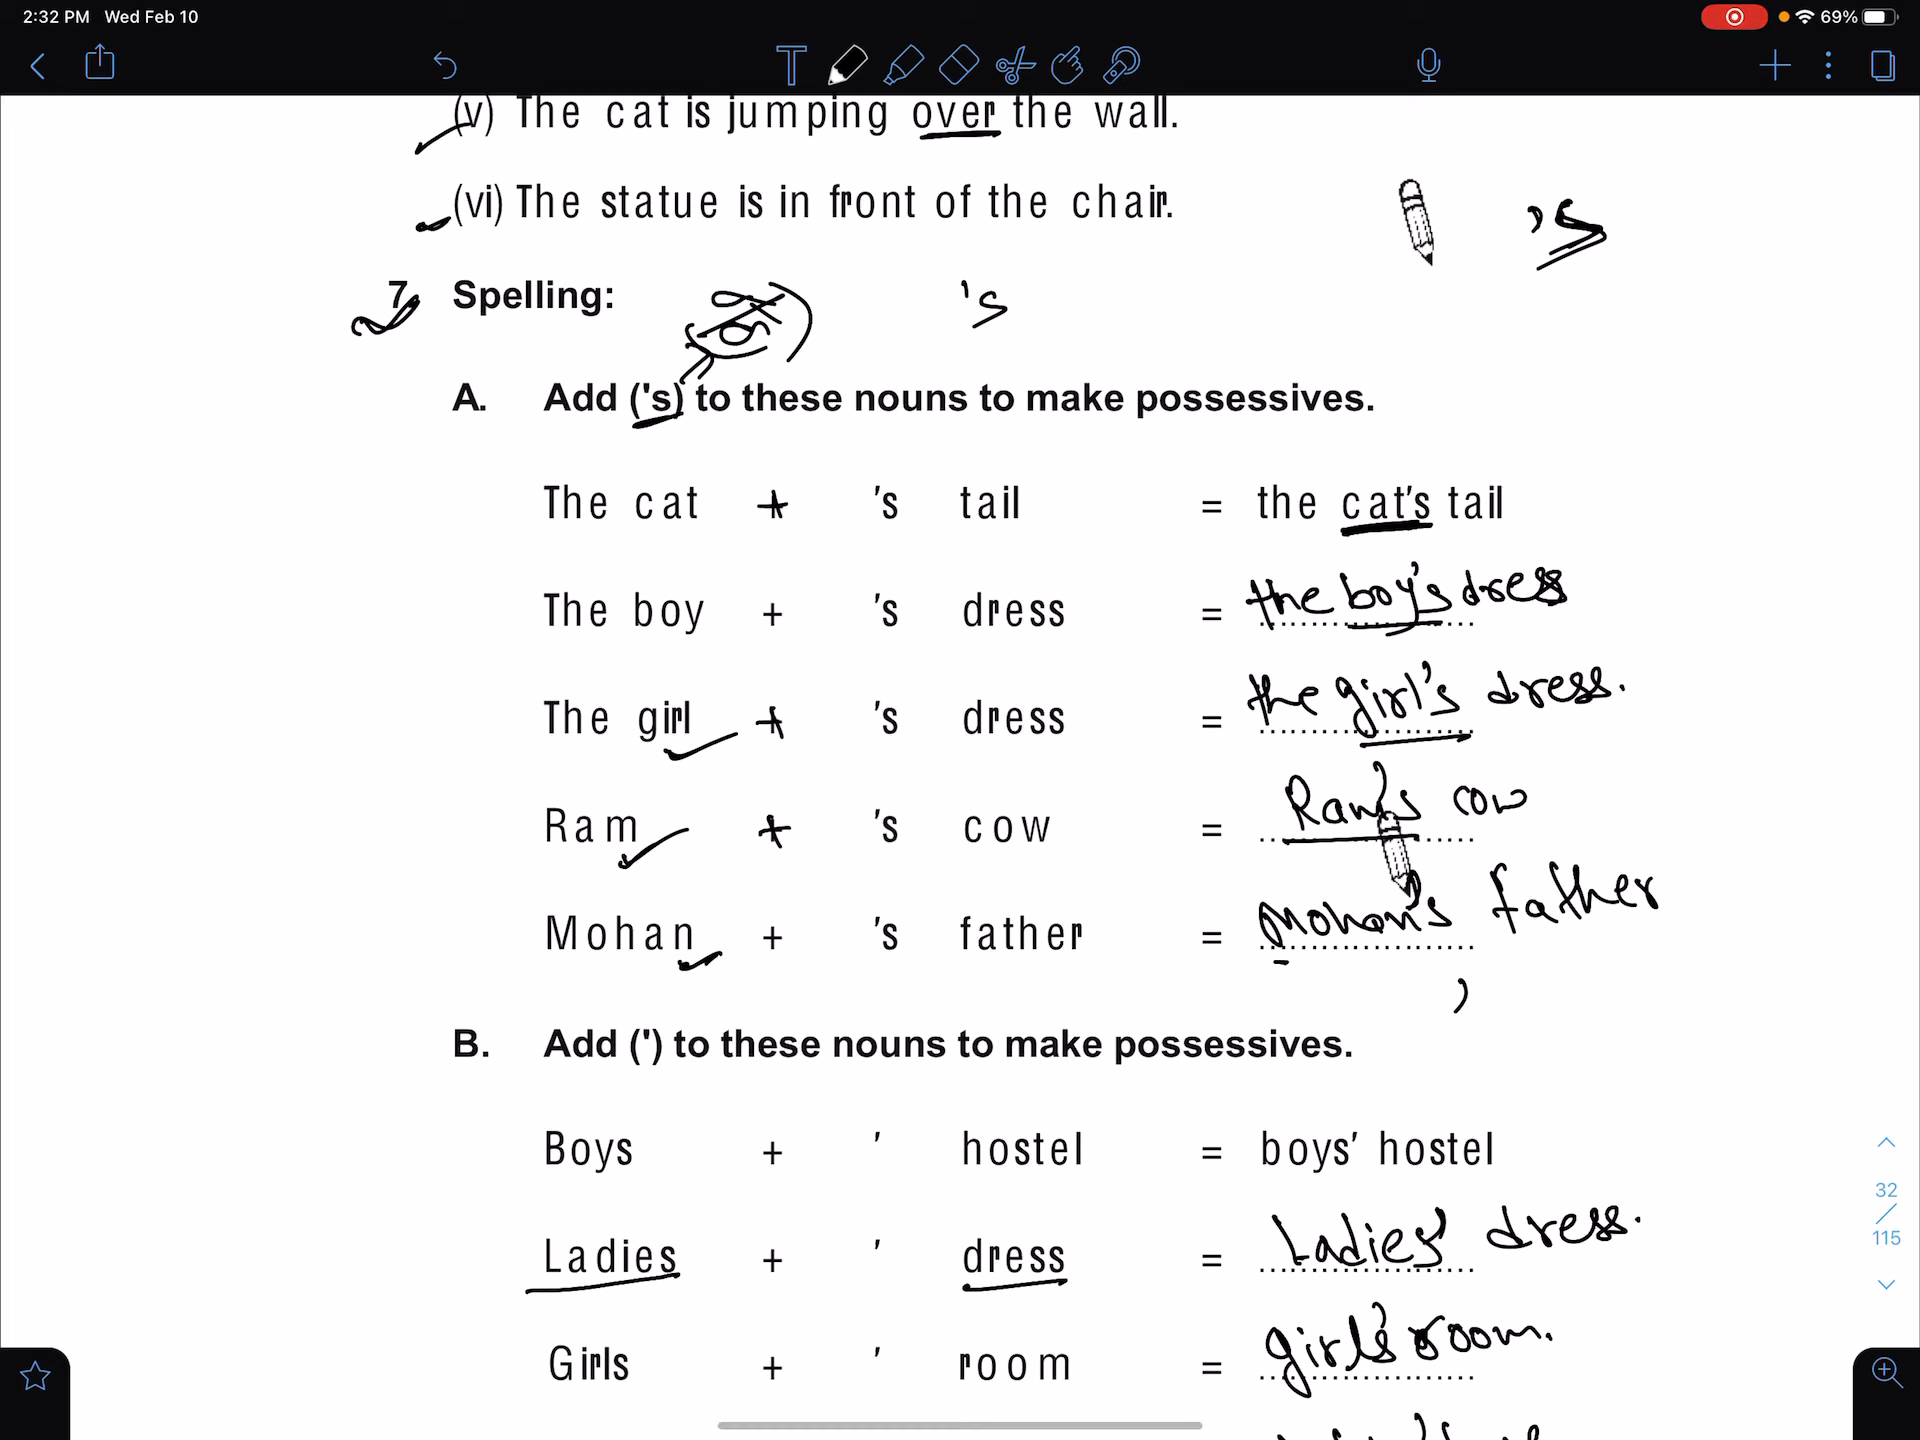 2:32 PM Wed Feb 10
69%
(v) The cat is jumping over the wall.
(vi) The statue is in front of the chair.
's
7. Spelling:
's
A. Add ('s) to these nouns to make possessives.
The cat + 's tail = the cat's tail
The boy + 's dress = the boy's dress
The girl + 's dress = the girl's dress.
Ram + 's cow = Ram's cow
Mohan + 's father = Mohan's father
,
B. Add (') to these nouns to make possessives.
Boys + ' hostel = boys' hostel
32
/
115
Ladies + ' dress = Ladies' dress.
Girls + ' room = girls' room.